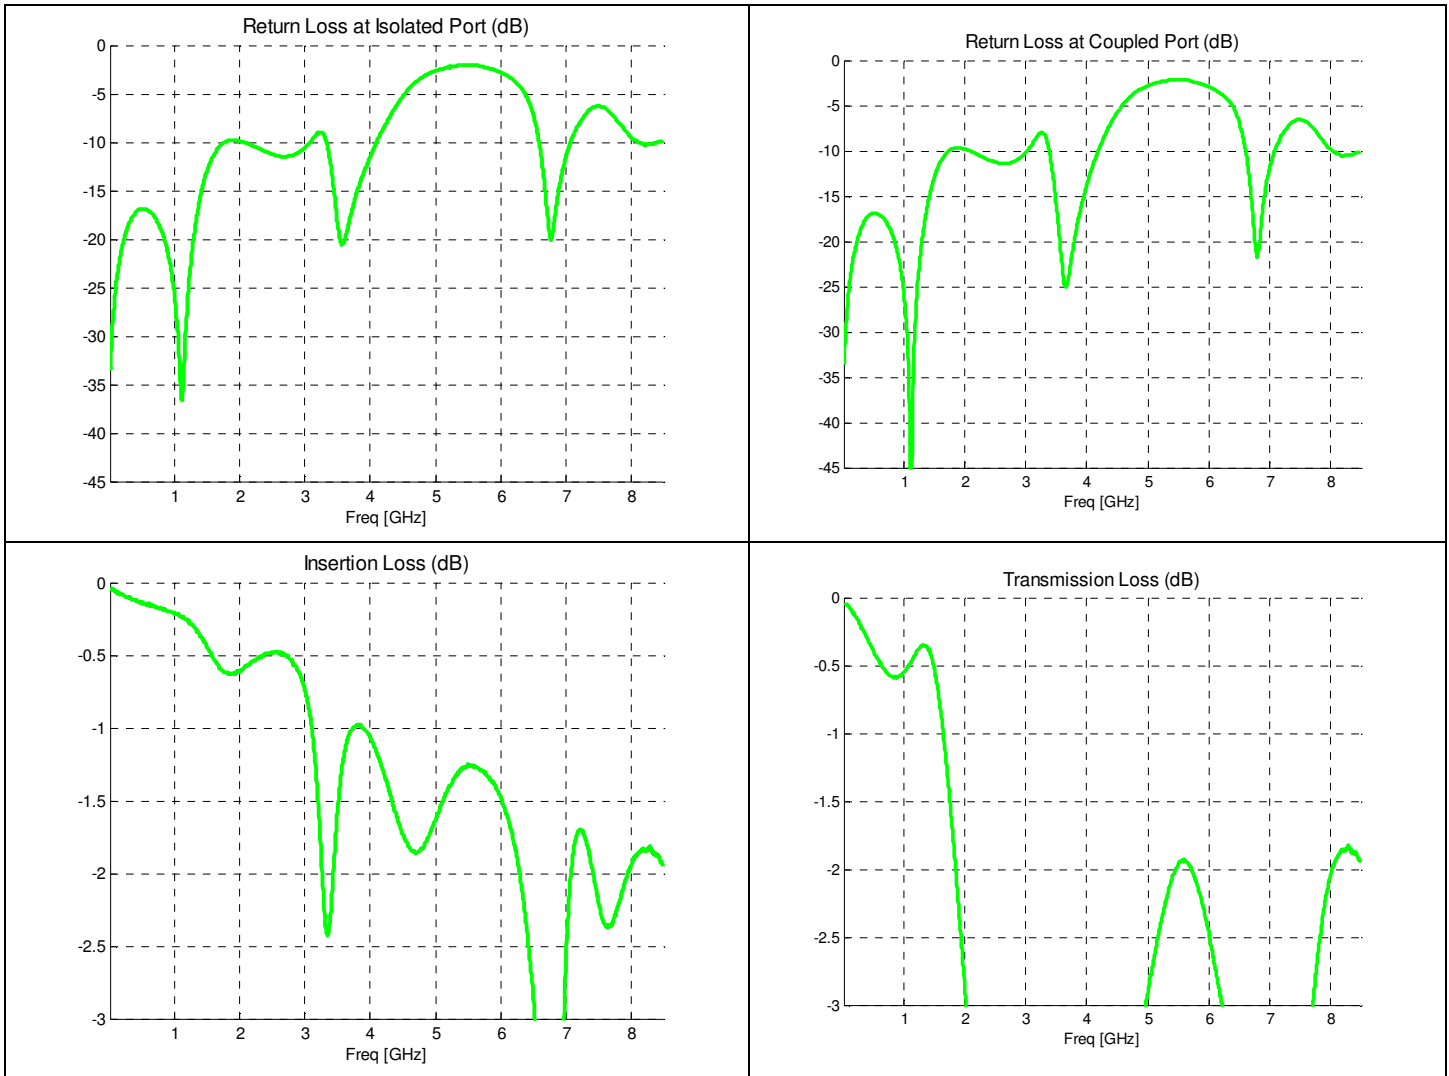 Return Loss at Isolated Port (dB)
0
-5
-10
-15
-20
-25
-30
-35
-40
-45
1 2 3 4 5 6 7 8
Freq [GHz]
Return Loss at Coupled Port (dB)
0
-5
-10
-15
-20
-25
-30
-35
-40
-45
1 2 3 4 5 6 7 8
Freq [GHz]
Insertion Loss (dB)
0
-0.5
-1
-1.5
-2
-2.5
-3
1 2 3 4 5 6 7 8
Freq [GHz]
Transmission Loss (dB)
0
-0.5
-1
-1.5
-2
-2.5
-3
1 2 3 4 5 6 7 8
Freq [GHz]